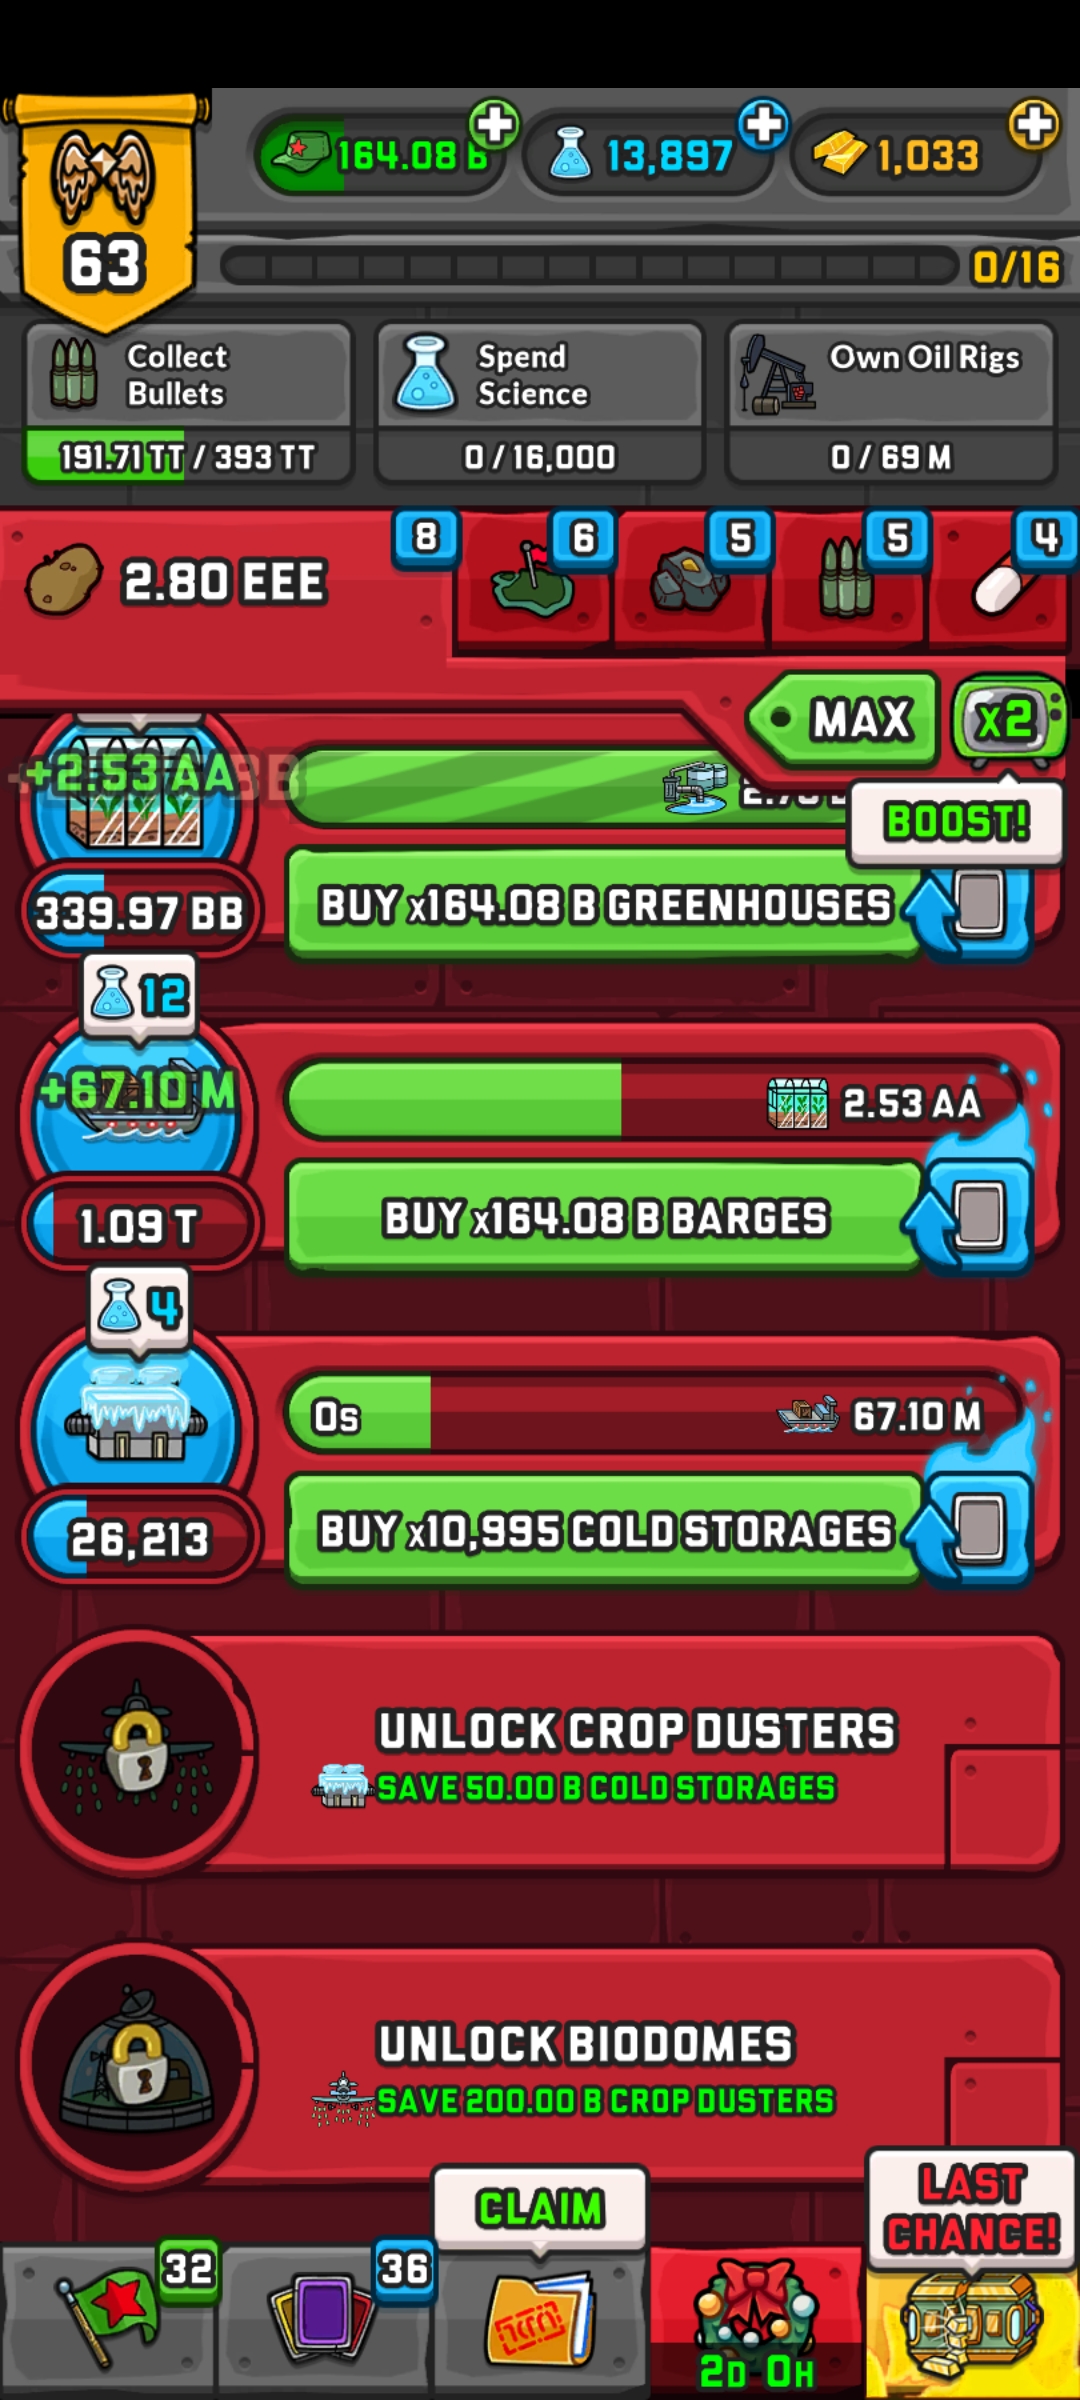 164.08 B
13,897
1,033
63
0/16
Collect
Bullets
191.71 TT / 393 TT
Spend
Science
0 / 16,000
Own Oil Rigs
0 / 69 M
2.80 EEE
8
6
5
5
4
MAX
x2
BOOST!
+2.53 AA
339.97 BB
BUY x164.08 B GREENHOUSES
12
+67.10 M
2.53 AA
1.09 T
BUY x164.08 B BARGES
4
0s
67.10 M
26,213
BUY x10,995 COLD STORAGES
UNLOCK CROP DUSTERS
SAVE 50.00 B COLD STORAGES
UNLOCK BIODOMES
SAVE 200.00 B CROP DUSTERS
CLAIM
LAST
CHANCE!
32
36
2D 0H